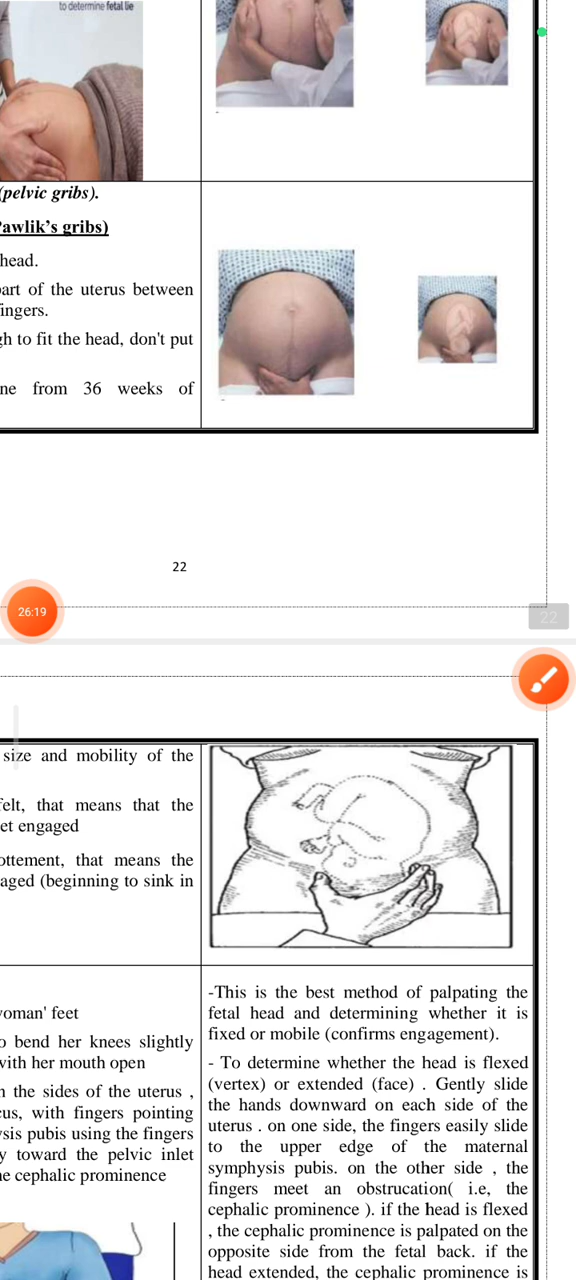 to determine fetal lie
(pelvic gribs).
Pawlik's gribs)
head.
part of the uterus between
fingers.
gh to fit the head, don't put
ne from 36 weeks of
22
26:19
22
size and mobility of the
felt, that means that the
et engaged
ottement, that means the
aged (beginning to sink in
woman' feet
o bend her knees slightly
with her mouth open
n the sides of the uterus ,
cus, with fingers pointing
ysis pubis using the fingers
y toward the pelvic inlet
he cephalic prominence
-This is the best method of palpating the
fetal head and determining whether it is
fixed or mobile (confirms engagement).
- To determine whether the head is flexed
(vertex) or extended (face) . Gently slide
the hands downward on each side of the
uterus . on one side, the fingers easily slide
to the upper edge of the maternal
symphysis pubis. on the other side , the
fingers meet an obstrucation( i.e, the
cephalic prominence ). if the head is flexed
, the cephalic prominence is palpated on the
opposite side from the fetal back. if the
head extended, the cephalic prominence is